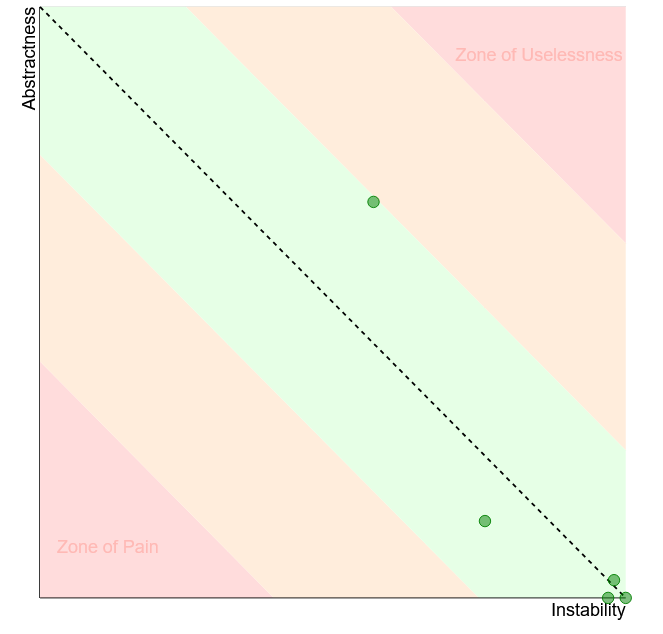 Abstractness
Zone of Uselessness
Zone of Pain
Instability